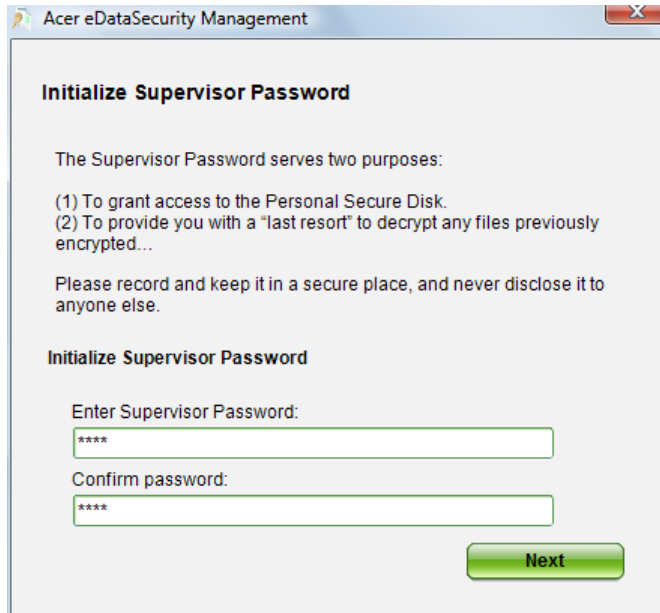 Acer eDataSecurity Management
Initialize Supervisor Password
The Supervisor Password serves two purposes:
(1) To grant access to the Personal Secure Disk.
(2) To provide you with a “last resort” to decrypt any files previously
encrypted…
Please record and keep it in a secure place, and never disclose it to
anyone else.
Initialize Supervisor Password
Enter Supervisor Password:
****
Confirm password:
****
Next